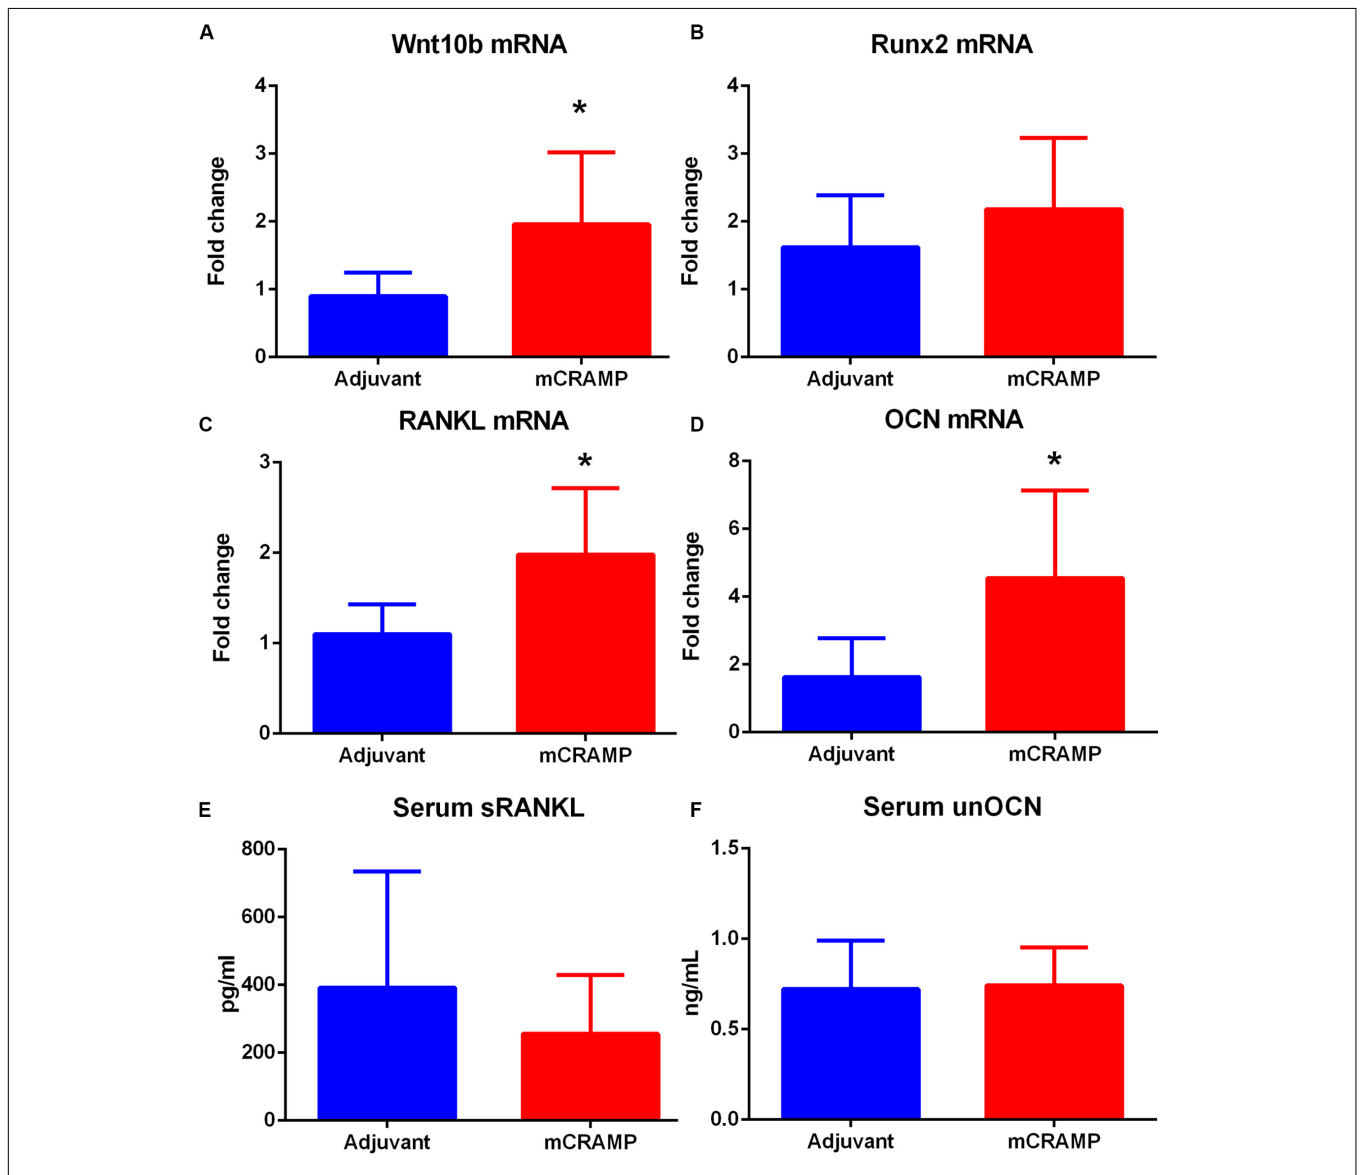 A
Wnt10b mRNA
4
3
2
1
0
Fold change
*
Adjuvant
mCRAMP
B
Runx2 mRNA
4
3
2
1
0
Fold change
Adjuvant
mCRAMP
C
RANKL mRNA
3
2
1
0
Fold change
*
Adjuvant
mCRAMP
D
OCN mRNA
8
6
4
2
0
Fold change
*
Adjuvant
mCRAMP
E
Serum sRANKL
800
600
400
200
0
pg/ml
Adjuvant
mCRAMP
F
Serum unOCN
1.5
1.0
0.5
0.0
ng/mL
Adjuvant
mCRAMP